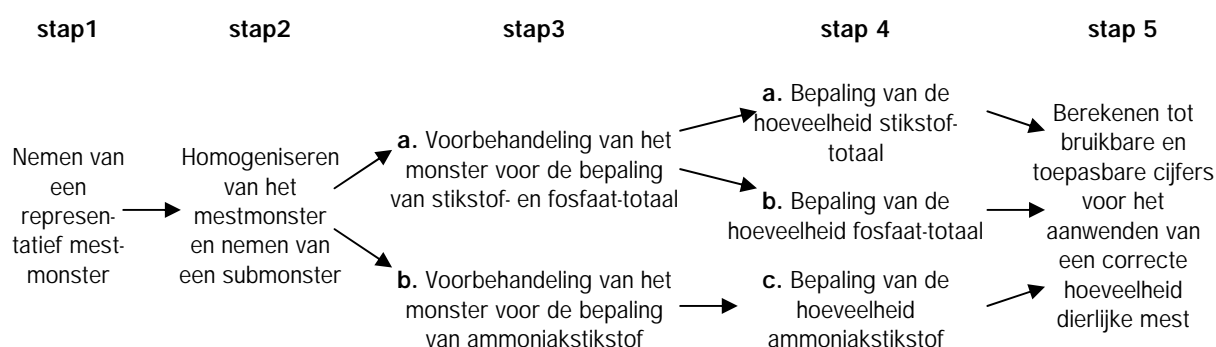 stap1
stap2
stap3
stap 4
stap 5
Nemen van
een
represen-
tatief mest-
monster
Homogeniseren
van het
mestmonster
en nemen van
een submonster
a. Voorbehandeling van het
monster voor de bepaling
van stikstof- en fosfaat-totaal
b. Voorbehandeling van het
monster voor de bepaling
van ammoniakstikstof
a. Bepaling van de
hoeveelheid stikstof-
totaal
b. Bepaling van de
hoeveelheid fosfaat-totaal
c. Bepaling van de
hoeveelheid
ammoniakstikstof
Berekenen tot
bruikbare en
toepasbare cijfers
voor het
aanwenden van
een correcte
hoeveelheid
dierlijke mest